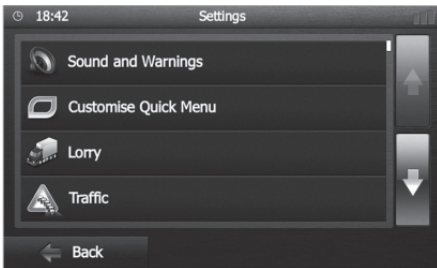 18:42 Settings
Sound and Warnings
Customise Quick Menu
Lorry
Traffic
Back